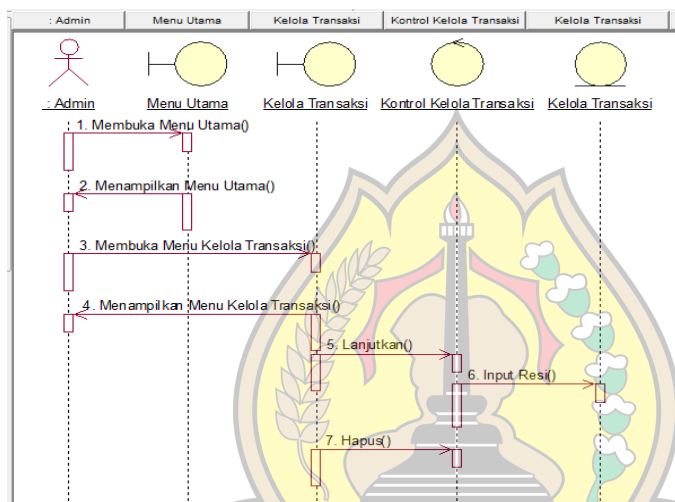 : Admin
Menu Utama
Kelola Transaksi
Kontrol Kelola Transaksi
Kelola Transaksi
: Admin
Menu Utama
Kelola Transaksi
Kontrol Kelola Transaksi
Kelola Transaksi
1. Membuka Menu Utama()
2. Menampilkan Menu Utama()
3. Membuka Menu Kelola Transaksi()
4. Menampilkan Menu Kelola Transaksi()
5. Lanjutkan()
6. Input Resi()
7. Hapus()